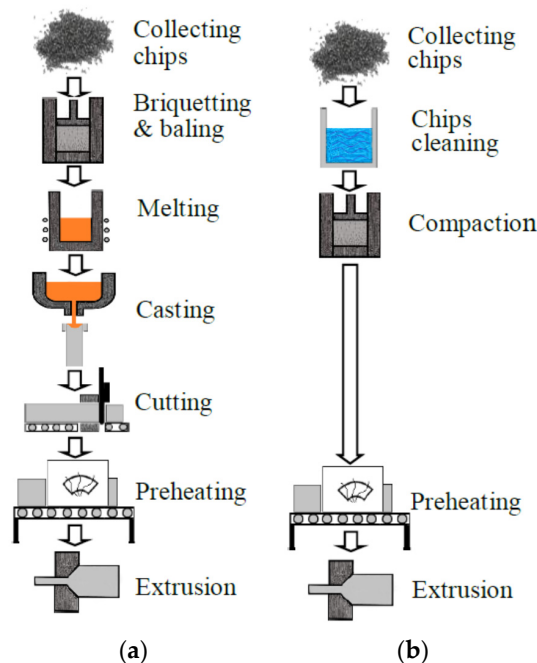 Collecting
chips
Briquetting
& baling
Melting
Casting
Cutting
Preheating
Extrusion
(a)
Collecting
chips
Chips
cleaning
Compaction
Preheating
Extrusion
(b)